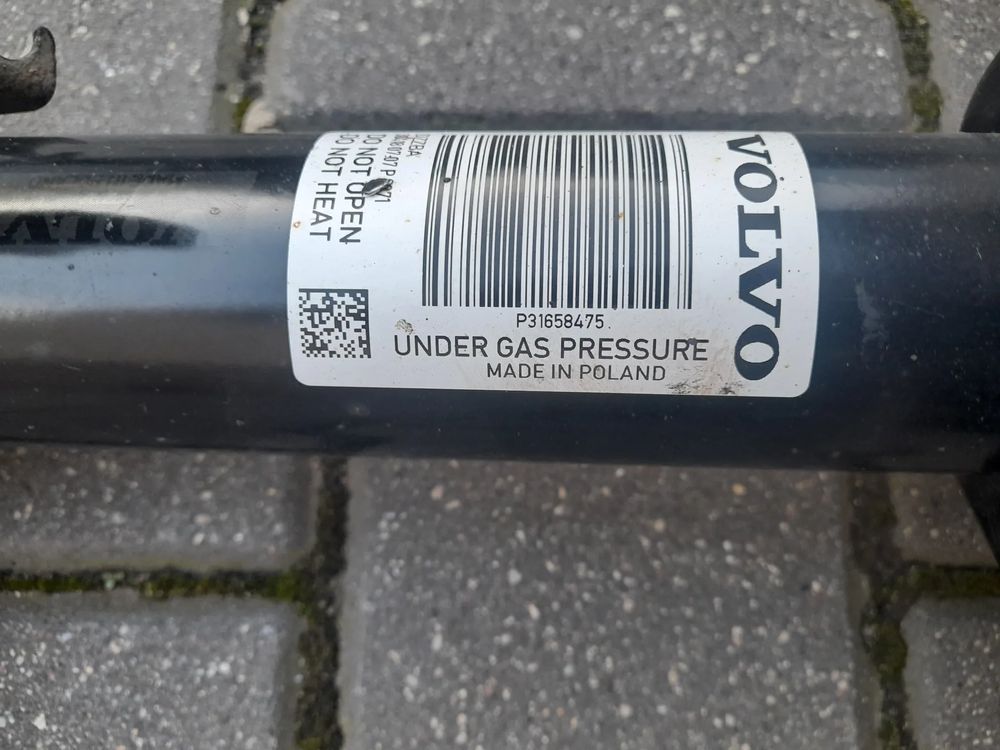 VOLVO
P31658475
UNDER GAS PRESSURE
MADE IN POLAND
DO NOT OPEN
DO NOT HEAT